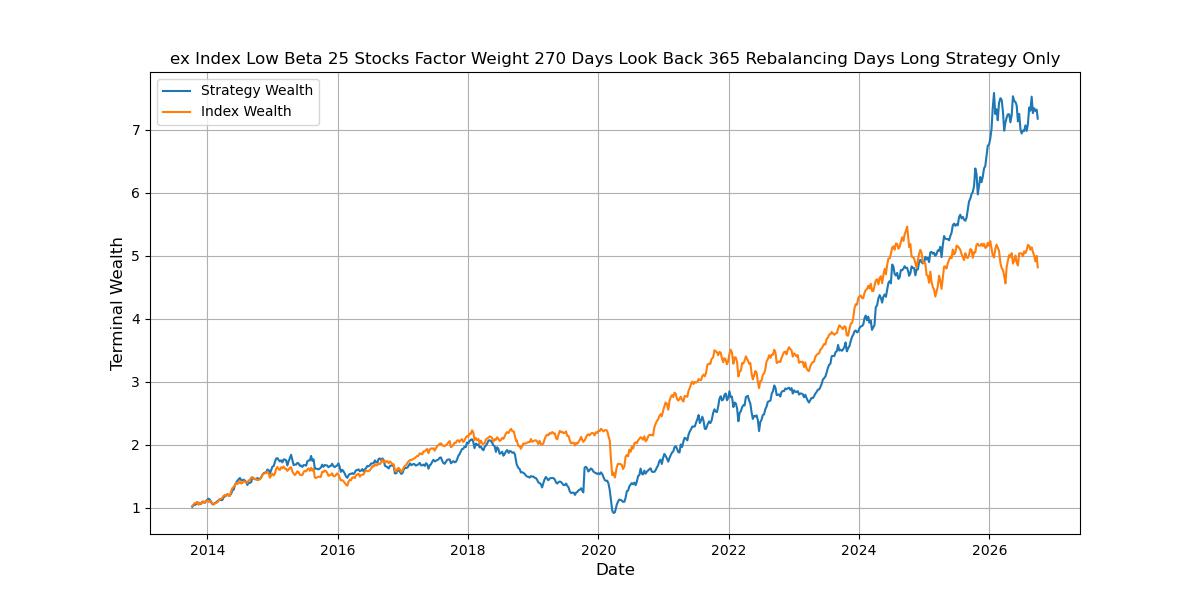 ex Index Low Beta 25 Stocks Factor Weight 270 Days Look Back 365 Rebalancing Days Long Strategy Only
Strategy Wealth
Index Wealth
Terminal Wealth
7
6
5
4
3
2
1
2014 2016 2018 2020 2022 2024 2026
Date